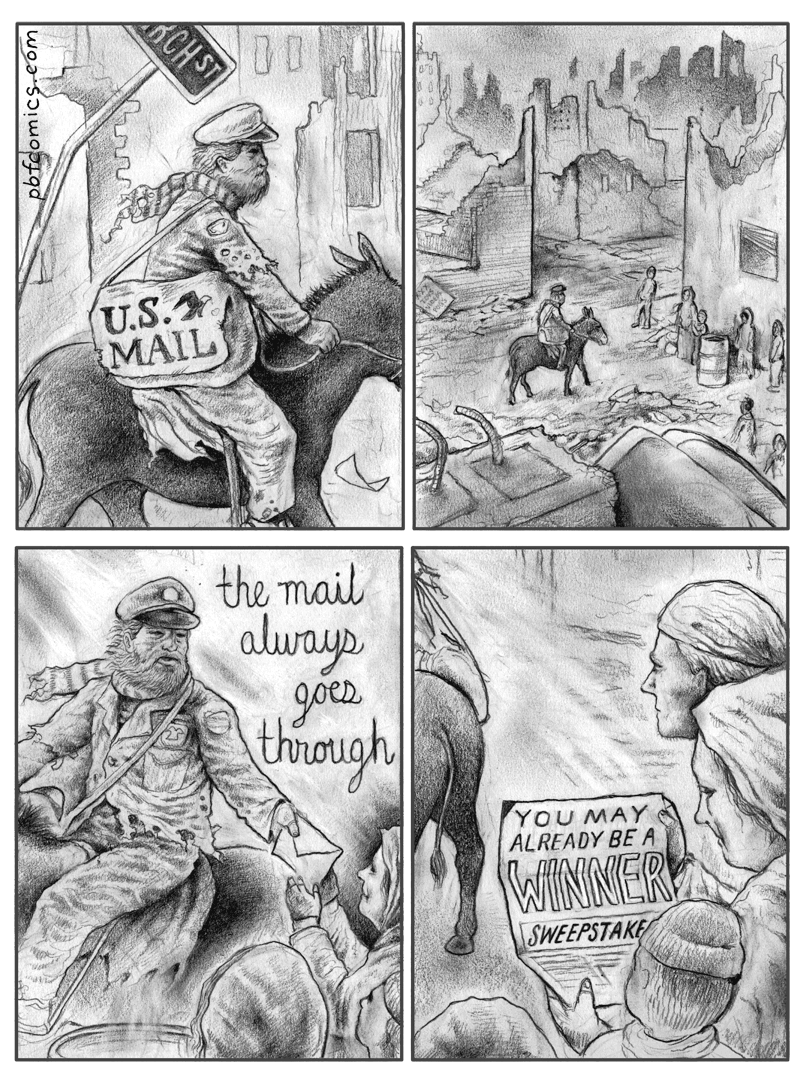 pbfcomics.com
RCH ST
U.S.
MAIL
the mail
always
goes
through
YOU MAY
ALREADY BE A
WINNER
SWEEPSTAKE